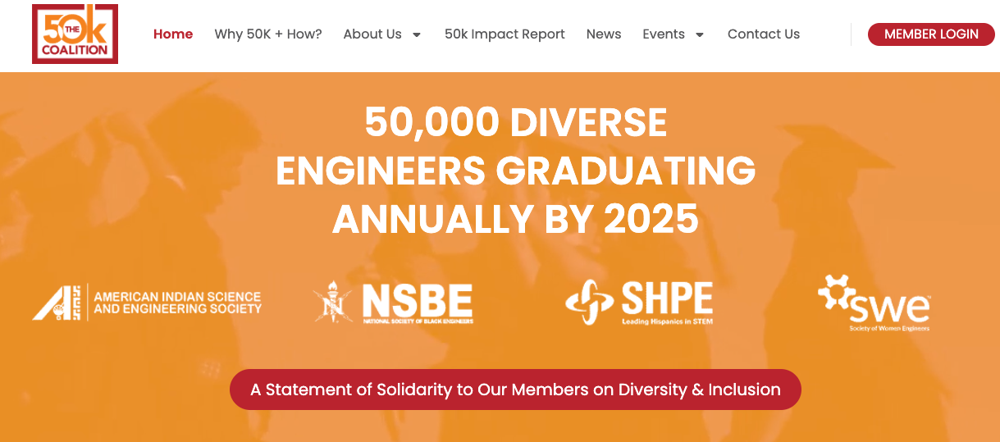 50k
THE
COALITION
Home
Why 50K + How?
About Us
50k Impact Report
News
Events
Contact Us
MEMBER LOGIN
50,000 DIVERSE
ENGINEERS GRADUATING
ANNUALLY BY 2025
AMERICAN INDIAN SCIENCE
AND ENGINEERING SOCIETY
NSBE
NATIONAL SOCIETY OF BLACK ENGINEERS
SHPE
Leading Hispanics in STEM
swe™
Society of Women Engineers
A Statement of Solidarity to Our Members on Diversity & Inclusion